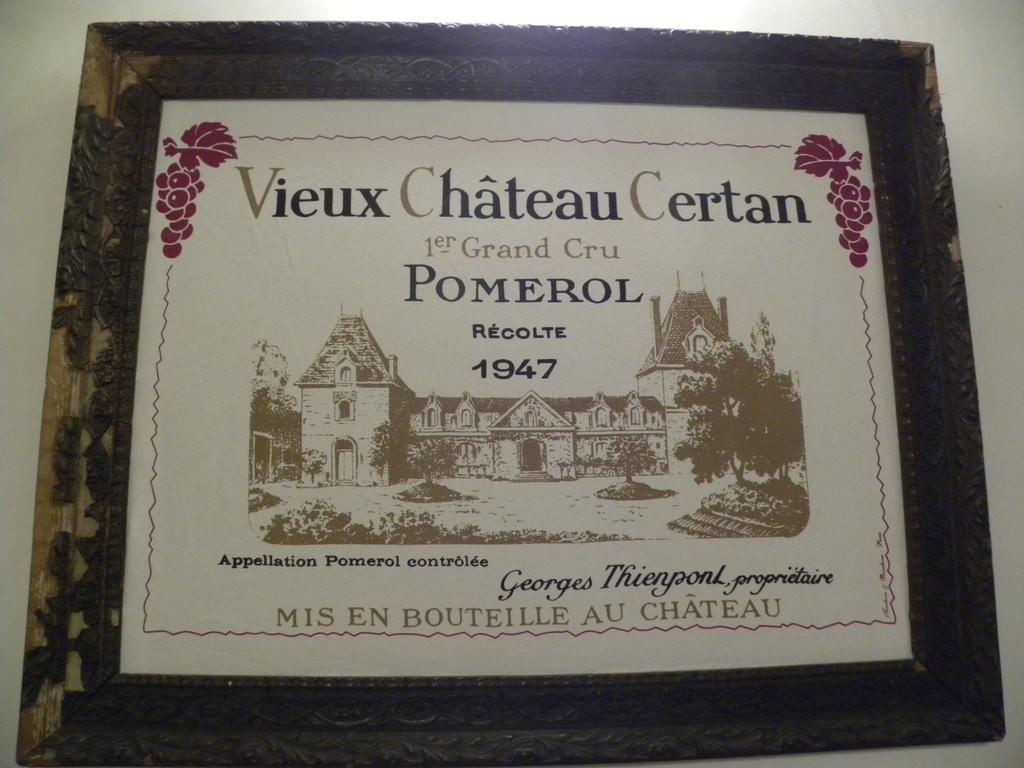 Vieux Château Certan
1er Grand Cru
POMEROL
RÉCOLTE
1947
Appellation Pomerol contrôlée
Georges Thienpont, propriétaire
MIS EN BOUTEILLE AU CHÂTEAU